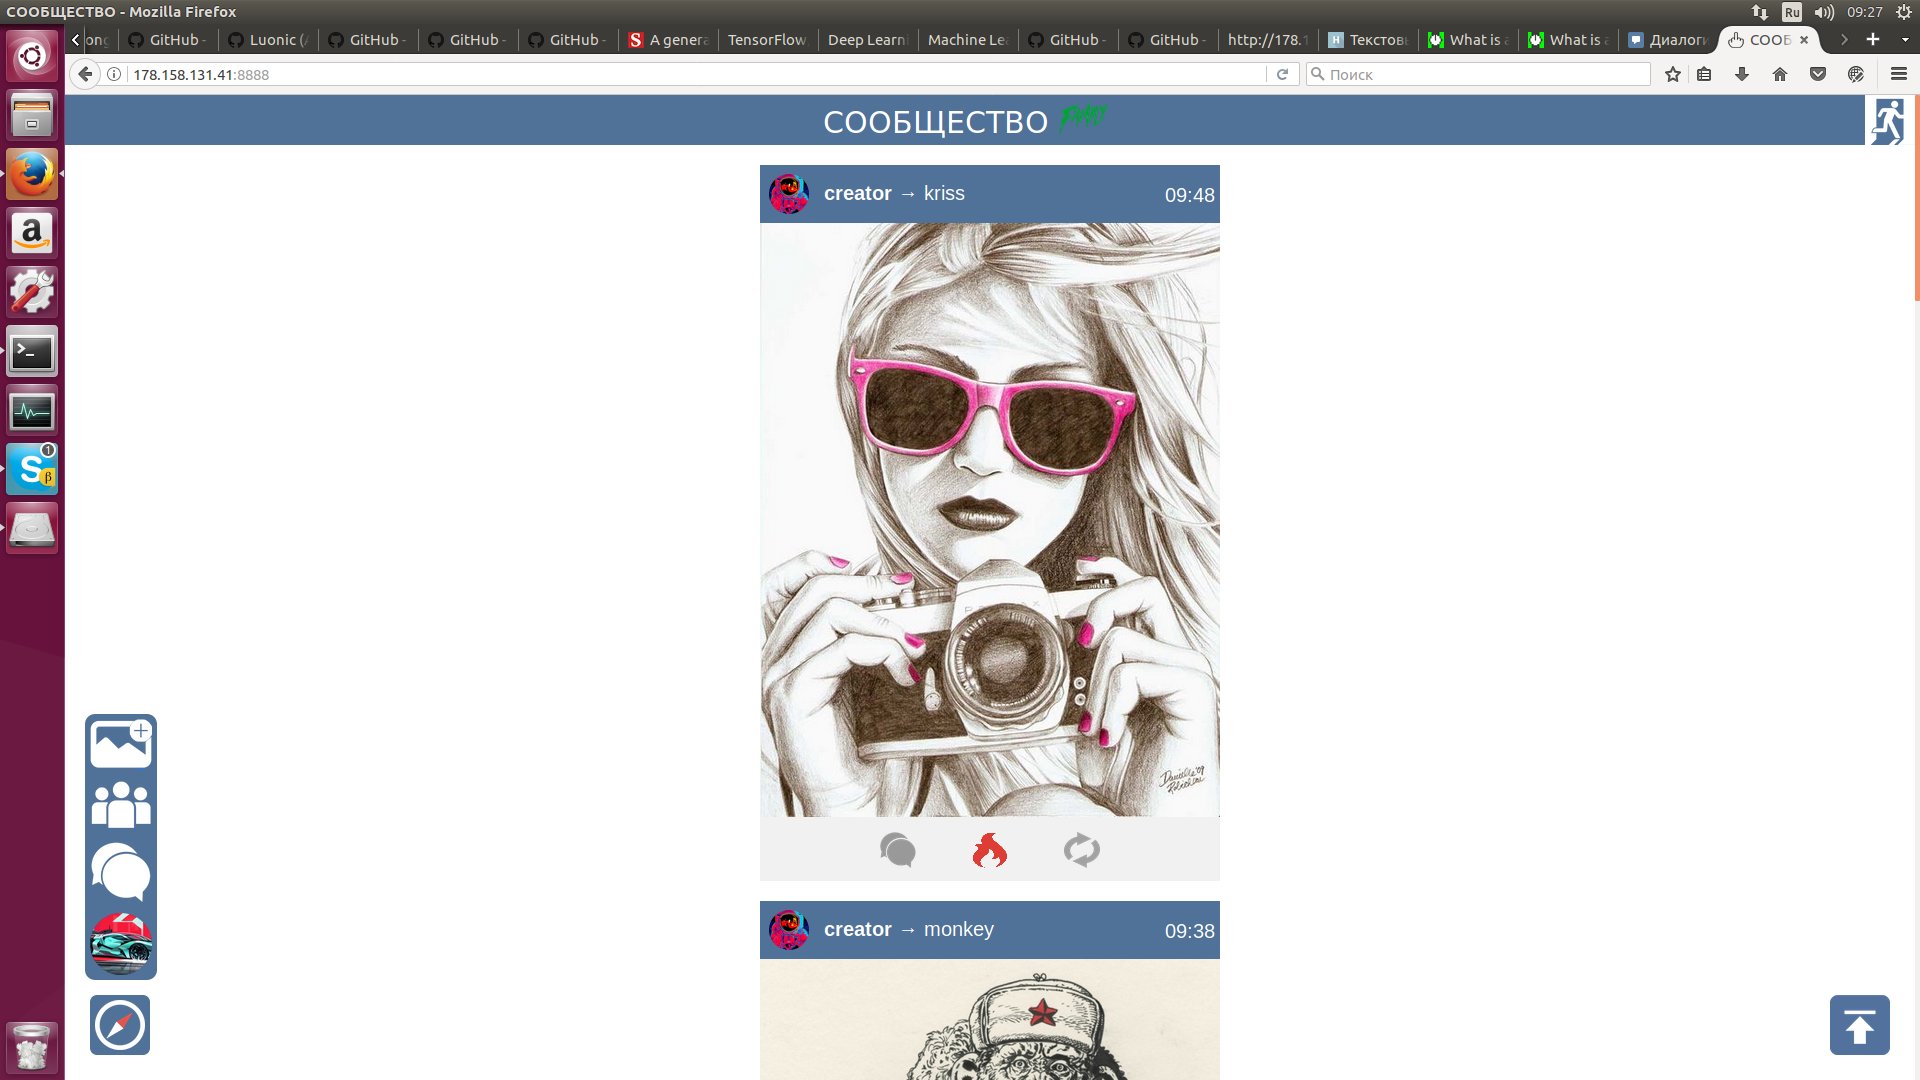 СООБЩЕСТВО - Mozilla Firefox
Ru
09:27
GitHub -
Luonic (
GitHub -
GitHub -
GitHub -
A genera
TensorFlow
Deep Learn
Machine Le
GitHub -
GitHub -
http://178.1
Текстов
What is
What is
Диалоги
СООБ
178.158.131.41:8888
Поиск
СООБЩЕСТВО
creator → kriss
09:48
Danielle '09
creator → monkey
09:38